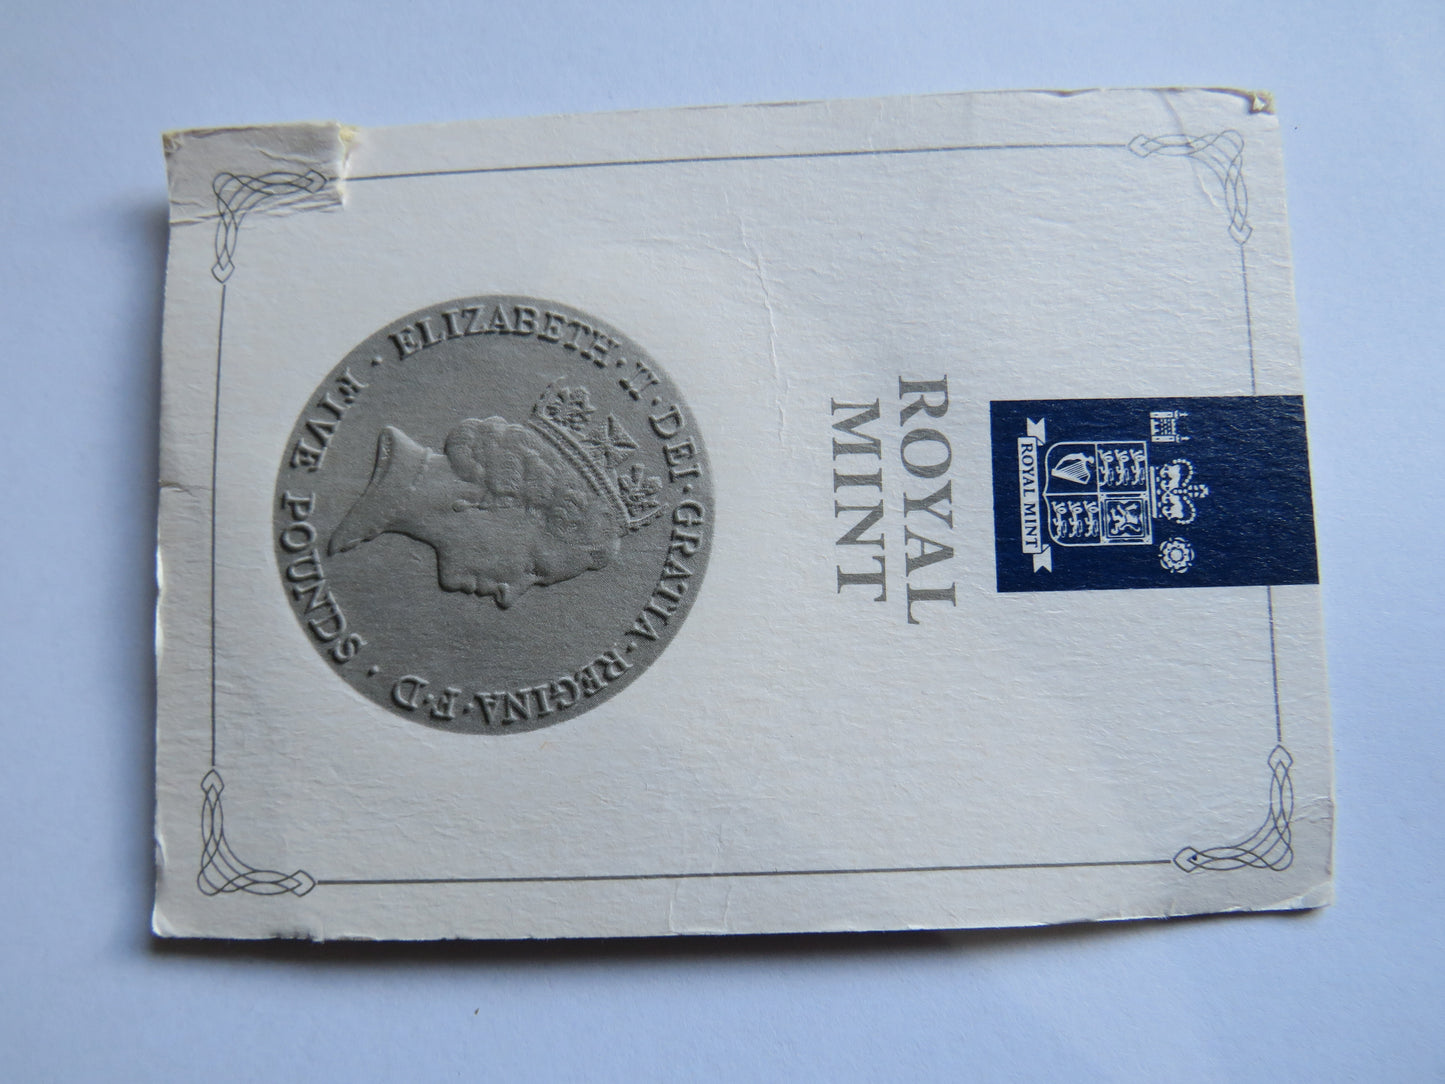 ROYAL MINT
ROYAL
MINT
· ELIZABETH · II · DEI · GRATIA · REGINA · F · D ·
FIVE POUNDS